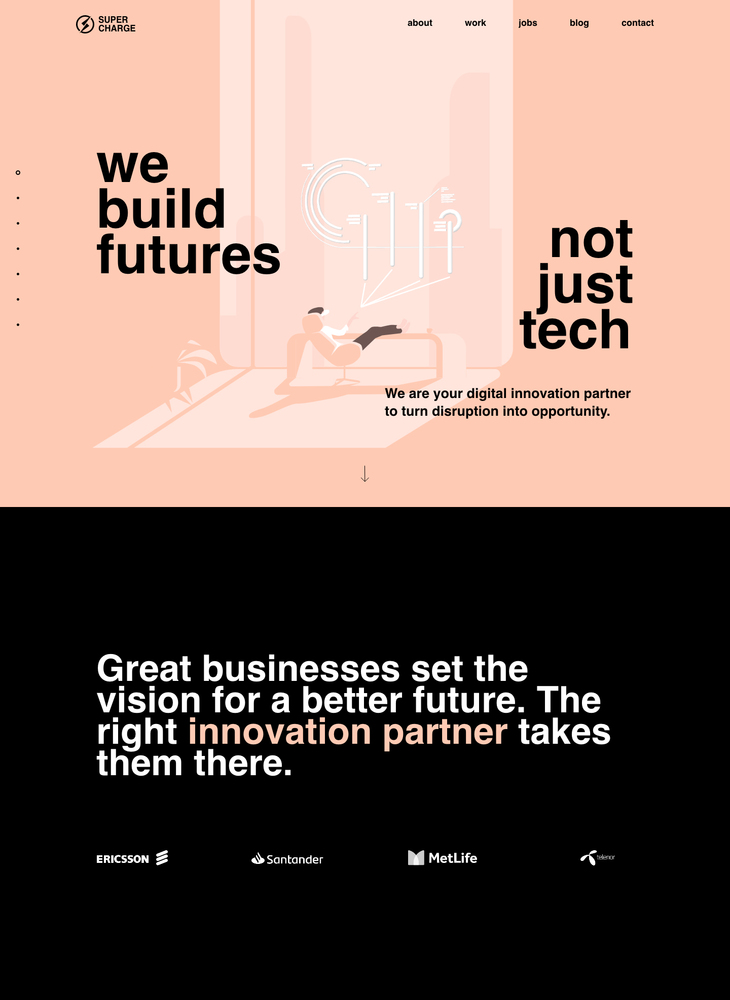 SUPER
CHARGE
about work jobs blog contact
we
build
futures
not
just
tech
We are your digital innovation partner
to turn disruption into opportunity.
Great businesses set the
vision for a better future. The
right innovation partner takes
them there.
ERICSSON Santander MetLife telenor